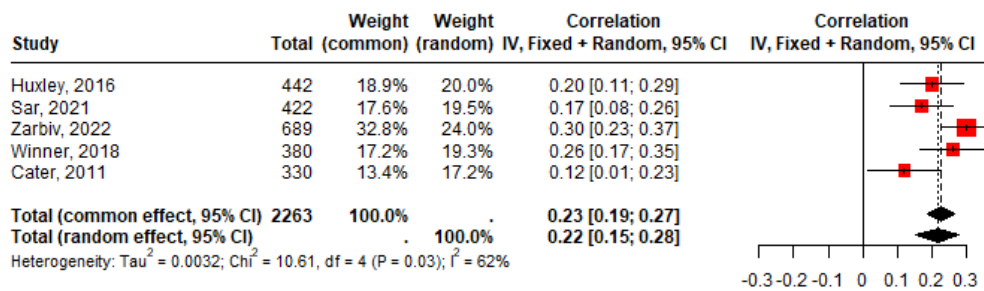 Weight Weight Correlation Correlation
Study Total (common) (random) IV, Fixed + Random, 95% CI IV, Fixed + Random, 95% CI
Huxley, 2016 442 18.9% 20.0% 0.20 [0.11; 0.29]
Sar, 2021 422 17.6% 19.5% 0.17 [0.08; 0.26]
Zarbiv, 2022 689 32.8% 24.0% 0.30 [0.23; 0.37]
Winner, 2018 380 17.2% 19.3% 0.26 [0.17; 0.35]
Cater, 2011 330 13.4% 17.2% 0.12 [0.01; 0.23]
Total (common effect, 95% CI) 2263 100.0% . 0.23 [0.19; 0.27]
Total (random effect, 95% CI) . 100.0% 0.22 [0.15; 0.28]
Heterogeneity: Tau² = 0.0032; Chi² = 10.61, df = 4 (P = 0.03); I² = 62%
-0.3 -0.2 -0.1 0 0.1 0.2 0.3